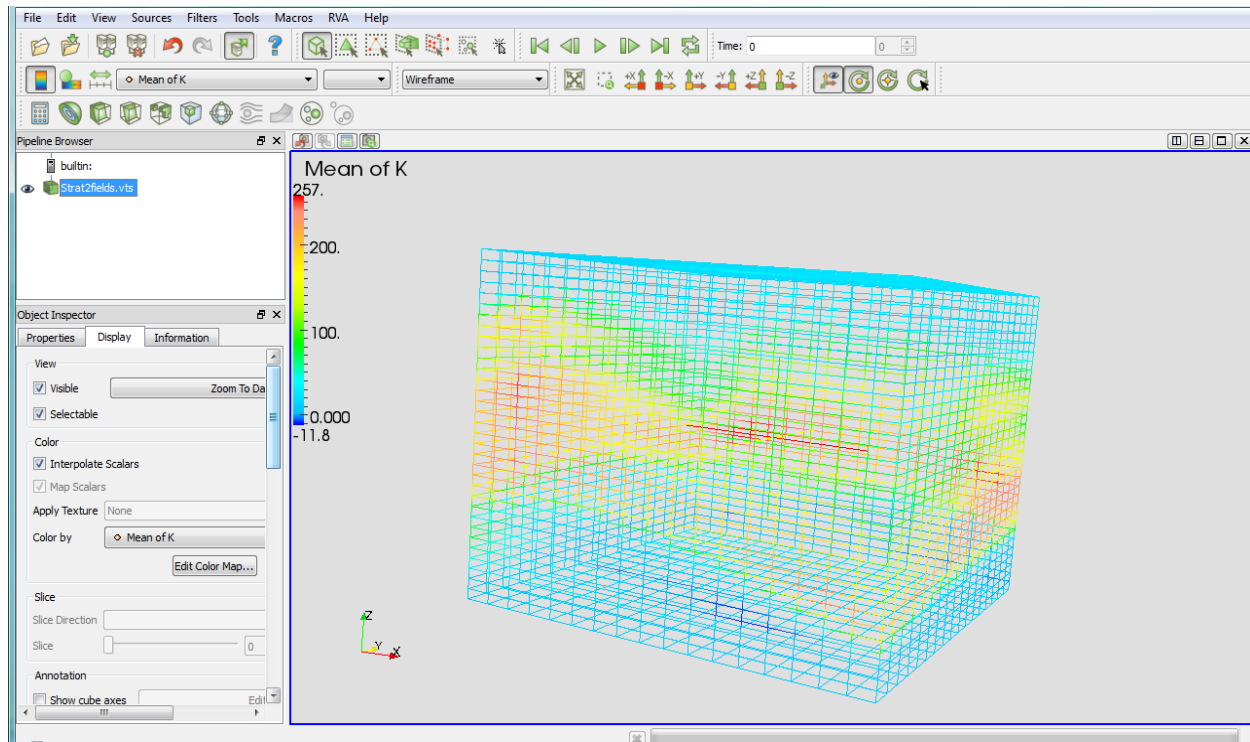 File Edit View Sources Filters Tools Macros RVA Help
Time: 0 0
Mean of K Wireframe +X -X +Y -Y +Z -Z
Pipeline Browser
builtin:
Strat2fields.vts
Object Inspector
Properties Display Information
View
Visible Zoom To Da
Selectable
Color
Interpolate Scalars
Map Scalars
Apply Texture None
Color by Mean of K
Edit Color Map...
Slice
Slice Direction
Slice 0
Annotation
Show cube axes Edit
Mean of K
257.
200.
100.
0.000
-11.8
Z
Y
X